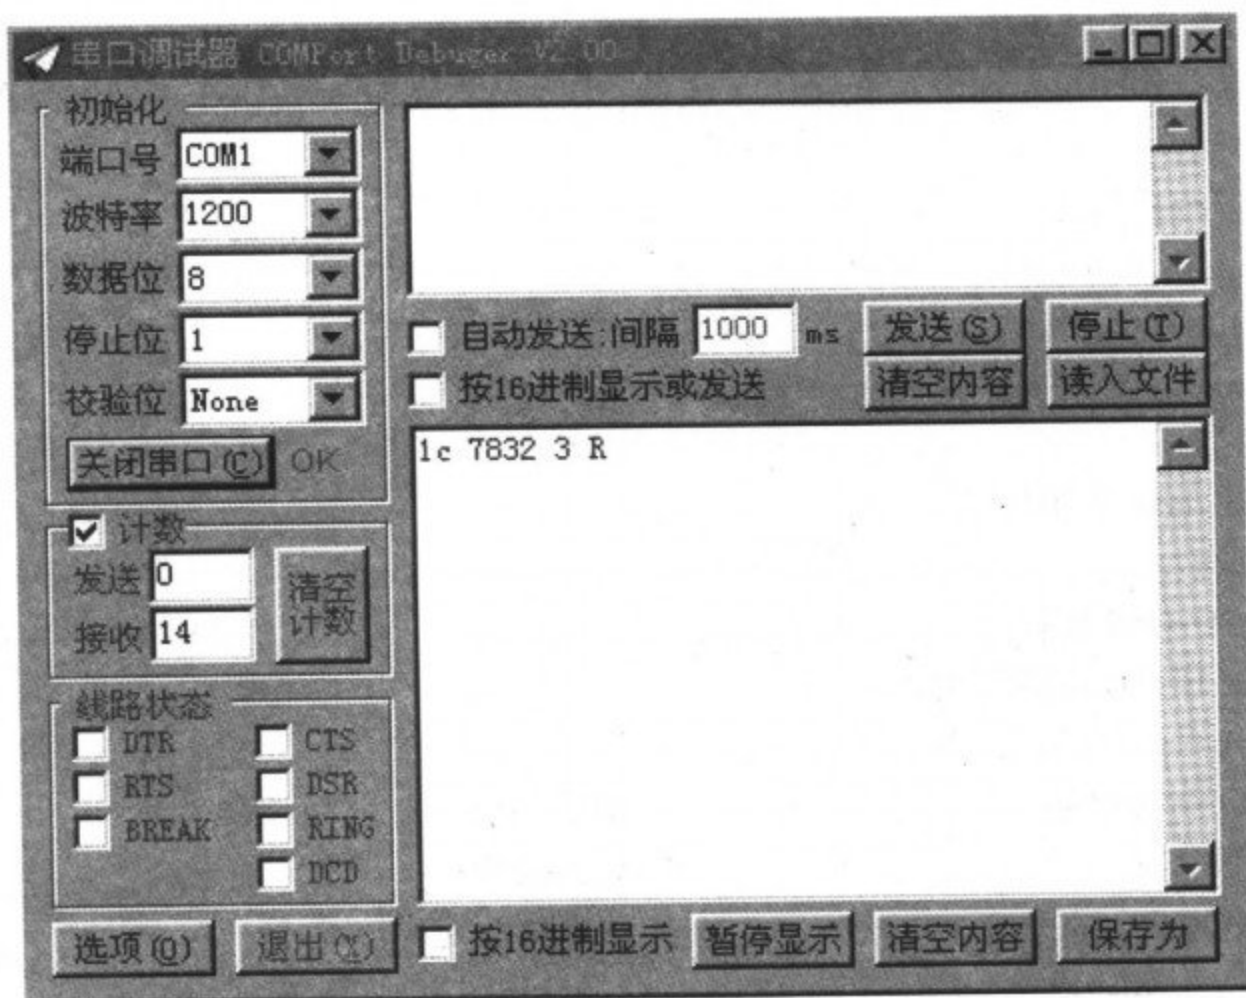 串口调试器 COMPort Debuger V2.00
初始化
端口号 COM1
波特率 1200
数据位 8
停止位 1
校验位 None
关闭串口(C) OK
计数
发送 0
接收 14
清空
计数
线路状态
DTR CTS
RTS DSR
BREAK RING
DCD
选项(O) 退出(X)
自动发送:间隔 1000 ms 发送(S) 停止(T)
按16进制显示或发送 清空内容 读入文件
1c 7832 3 R
按16进制显示 暂停显示 清空内容 保存为